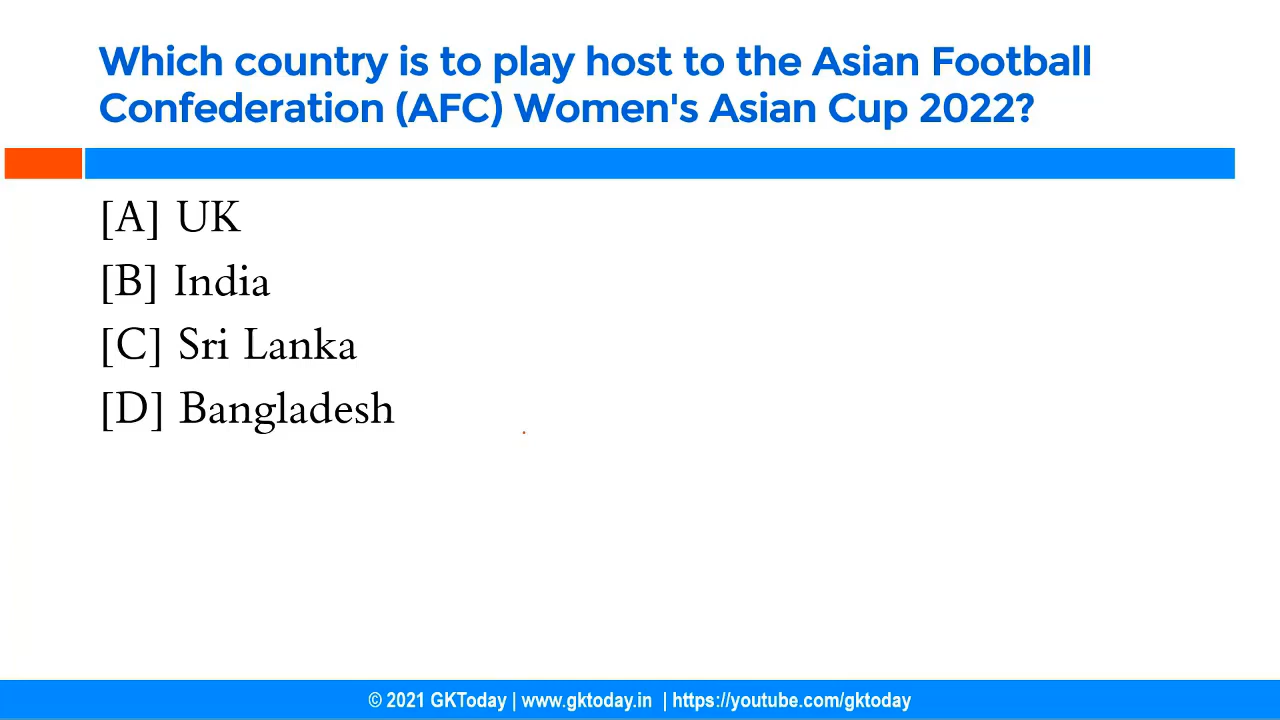 Which country is to play host to the Asian Football
Confederation (AFC) Women's Asian Cup 2022?
[A] UK
[B] India
[C] Sri Lanka
[D] Bangladesh
© 2021 GKToday | www.gktoday.in | https://youtube.com/gktoday